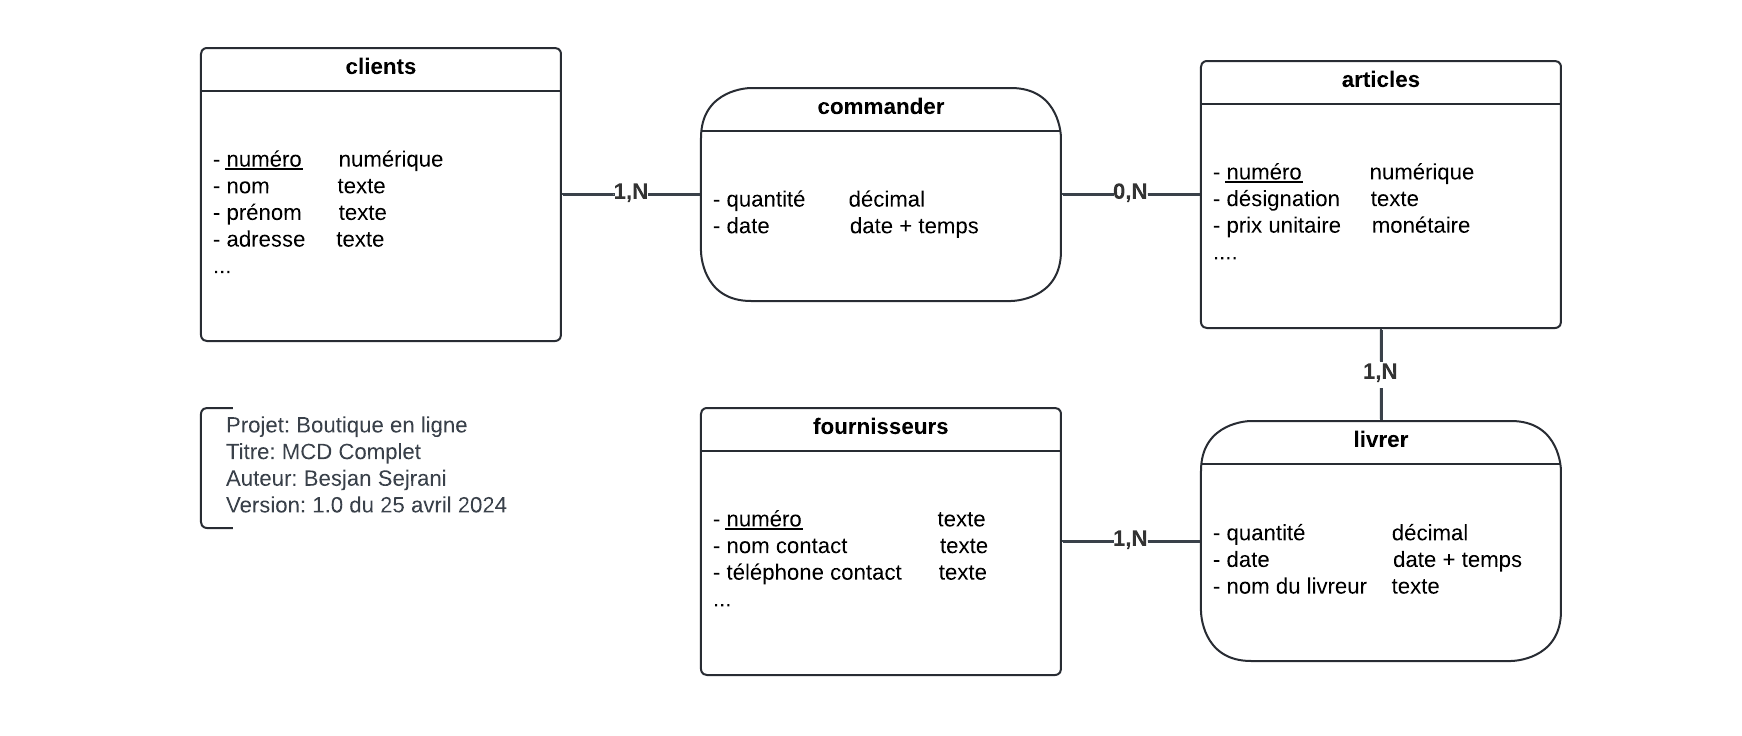 clients
- numéro numérique
- nom texte
- prénom texte
- adresse texte
...
1,N
commander
- quantité décimal
- date date + temps
0,N
articles
- numéro numérique
- désignation texte
- prix unitaire monétaire
....
1,N
Projet: Boutique en ligne
Titre: MCD Complet
Auteur: Besjan Sejrani
Version: 1.0 du 25 avril 2024
fournisseurs
- numéro texte
- nom contact texte
- téléphone contact texte
...
1,N
livrer
- quantité décimal
- date date + temps
- nom du livreur texte